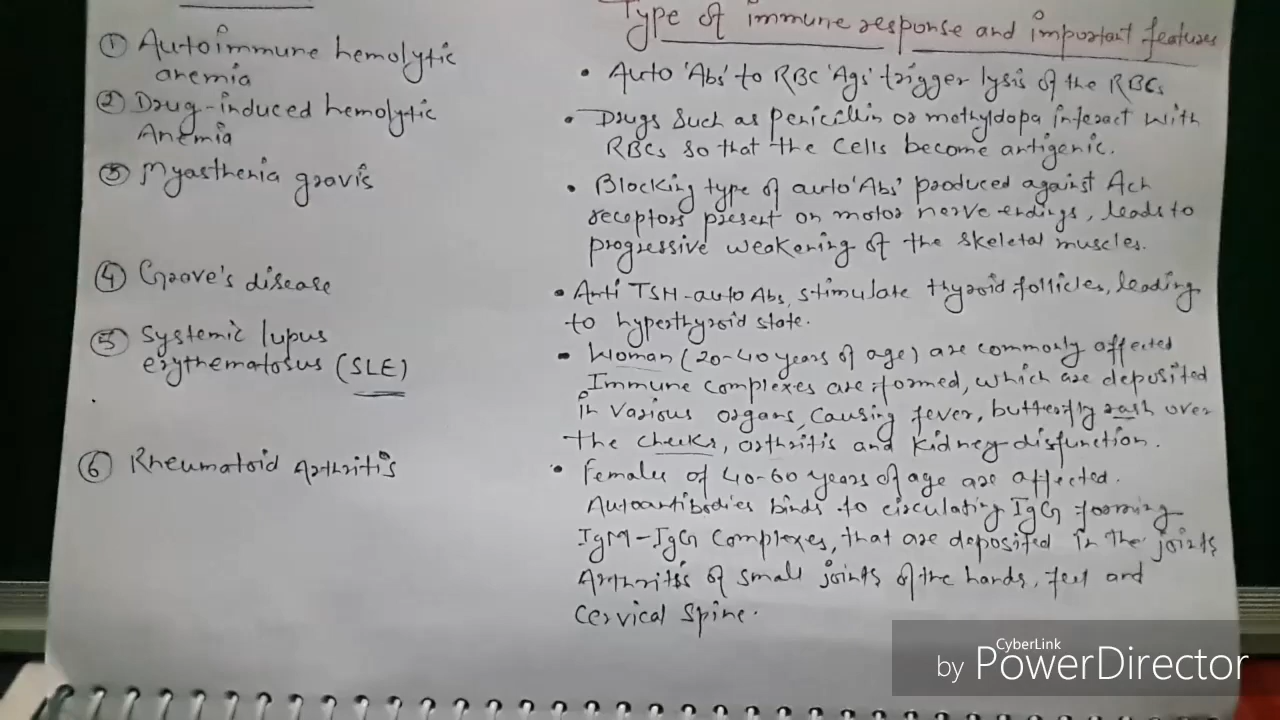 Type of immune response and important features
① Autoimmune hemolytic
anemia
• Auto 'Abs' to RBC 'Ags' trigger lysis of the RBCs
② Drug-induced hemolytic
Anemia
• Drugs such as penicillin or methyldopa interact with
RBCs so that the cells become antigenic.
③ Myasthenia gravis
• Blocking type of auto 'Abs' produced against Ach
receptors present on motor nerve endings, leads to
progressive weakening of the skeletal muscles.
④ Grave's disease
• Anti TSH-auto Abs, stimulate thyroid follicles, leading
to hyperthyroid state.
⑤ Systemic lupus
erythematosus (SLE)
• Woman (20-40 years of age) are commonly affected
Immune complexes are formed, which are deposited
in various organs, causing fever, butterfly rash over
the cheeks, arthritis and kidney disfunction.
⑥ Rheumatoid Arthritis
• Females of 40-60 years of age are affected.
Autoantibodies binds to circulating IgG forming
IgM-IgG complexes, that are deposited in the joints
Arthritis of small joints of the hands, feet and
cervical spine.
CyberLink
by PowerDirector